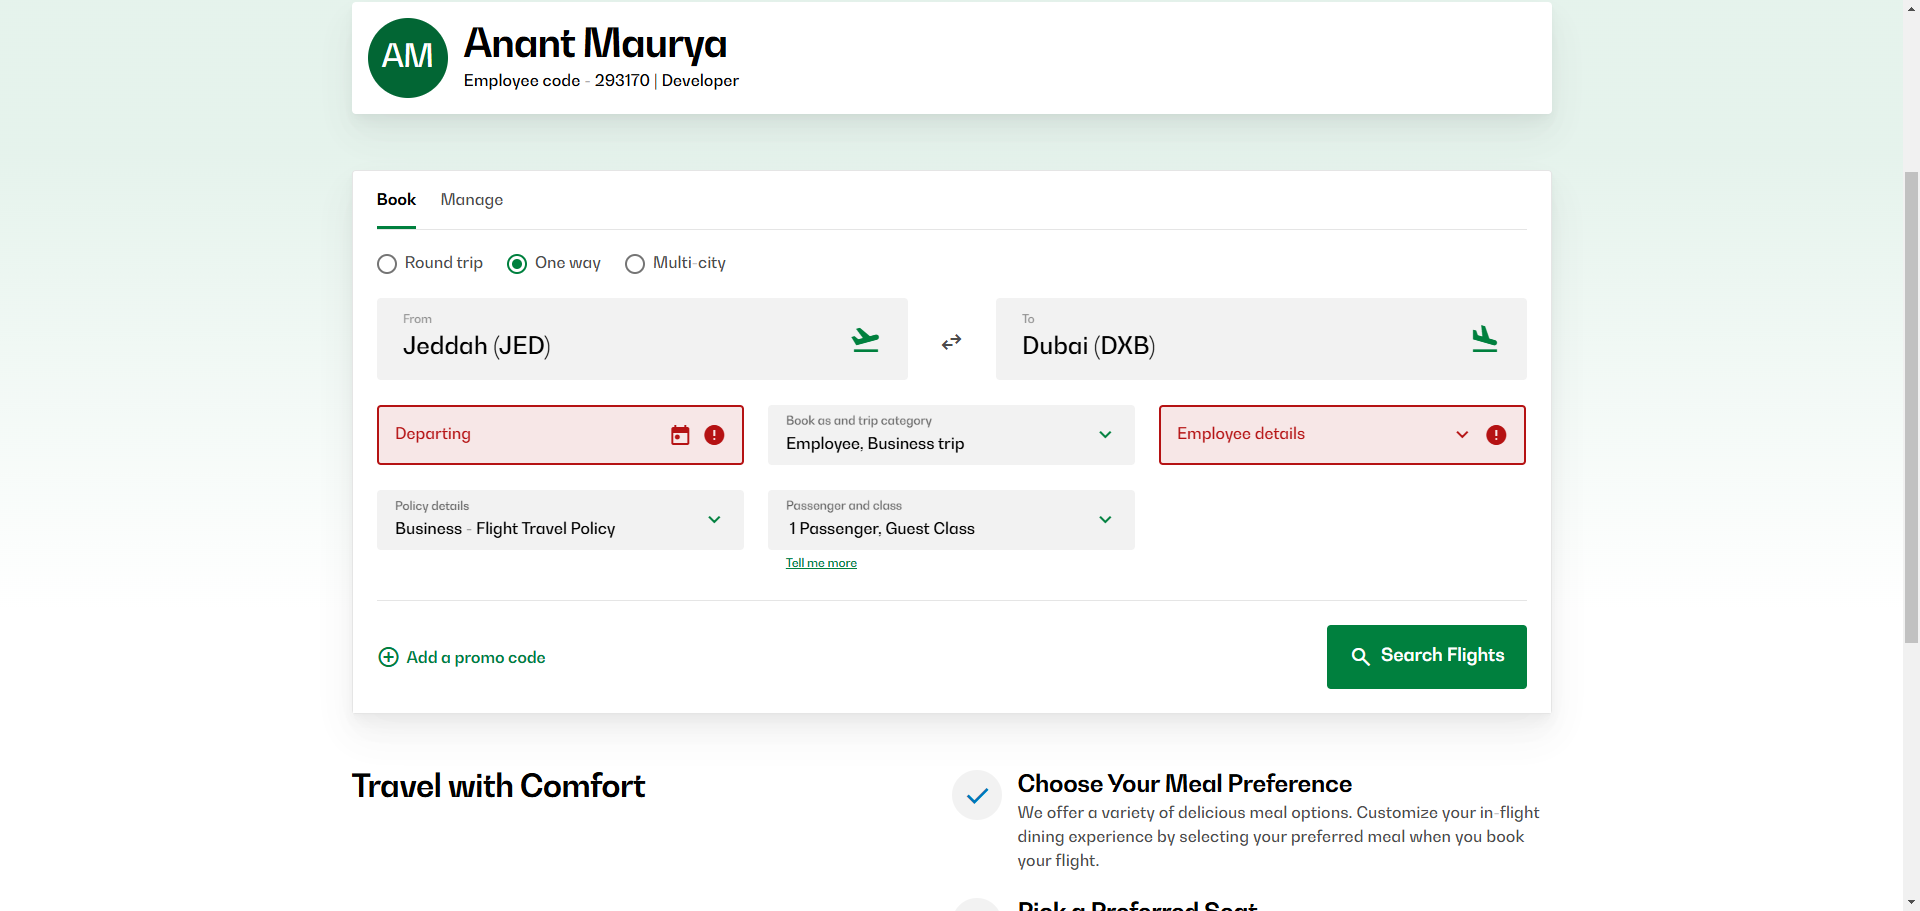 AM
Anant Maurya
Employee code - 293170 | Developer
Book
Manage
Round trip
One way
Multi-city
From
Jeddah (JED)
To
Dubai (DXB)
Departing
Book as and trip category
Employee, Business trip
Employee details
Policy details
Business - Flight Travel Policy
Passenger and class
1 Passenger, Guest Class
Tell me more
Add a promo code
Search Flights
Travel with Comfort
Choose Your Meal Preference
We offer a variety of delicious meal options. Customize your in-flight
dining experience by selecting your preferred meal when you book
your flight.
Pick a Preferred Seat